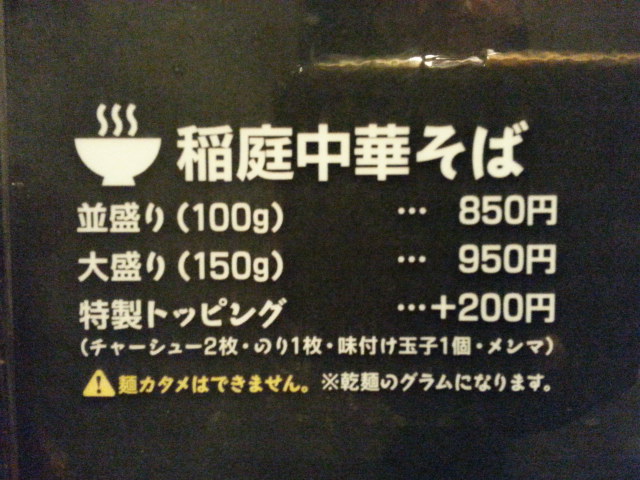 稲庭中華そば
並盛り（100g） … 850円
大盛り（150g） … 950円
特製トッピング …＋200円
（チャーシュー2枚・のり1枚・味付け玉子1個・メンマ）
麺カタメはできません。※乾麺のグラムになります。